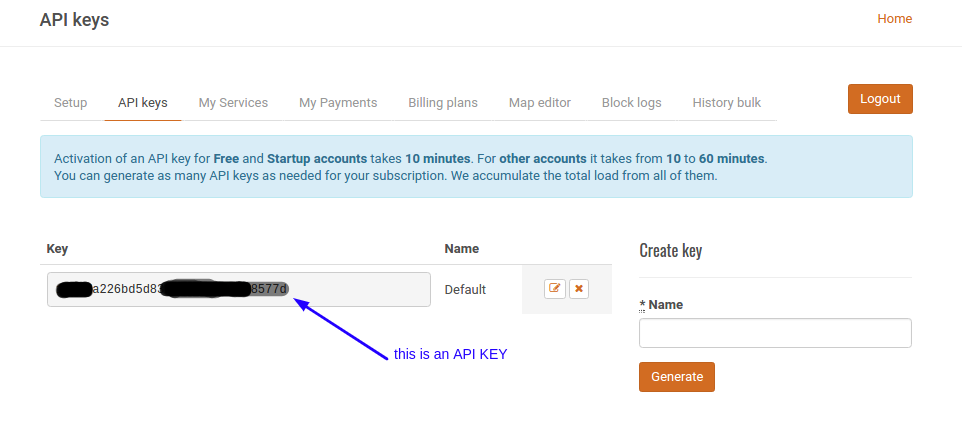 API keys
Home
Setup
API keys
My Services
My Payments
Billing plans
Map editor
Block logs
History bulk
Logout
Activation of an API key for Free and Startup accounts takes 10 minutes. For other accounts it takes from 10 to 60 minutes.
You can generate as many API keys as needed for your subscription. We accumulate the total load from all of them.
Key
Name
a226bd5d83
8577d
Default
this is an API KEY
Create key
* Name
Generate